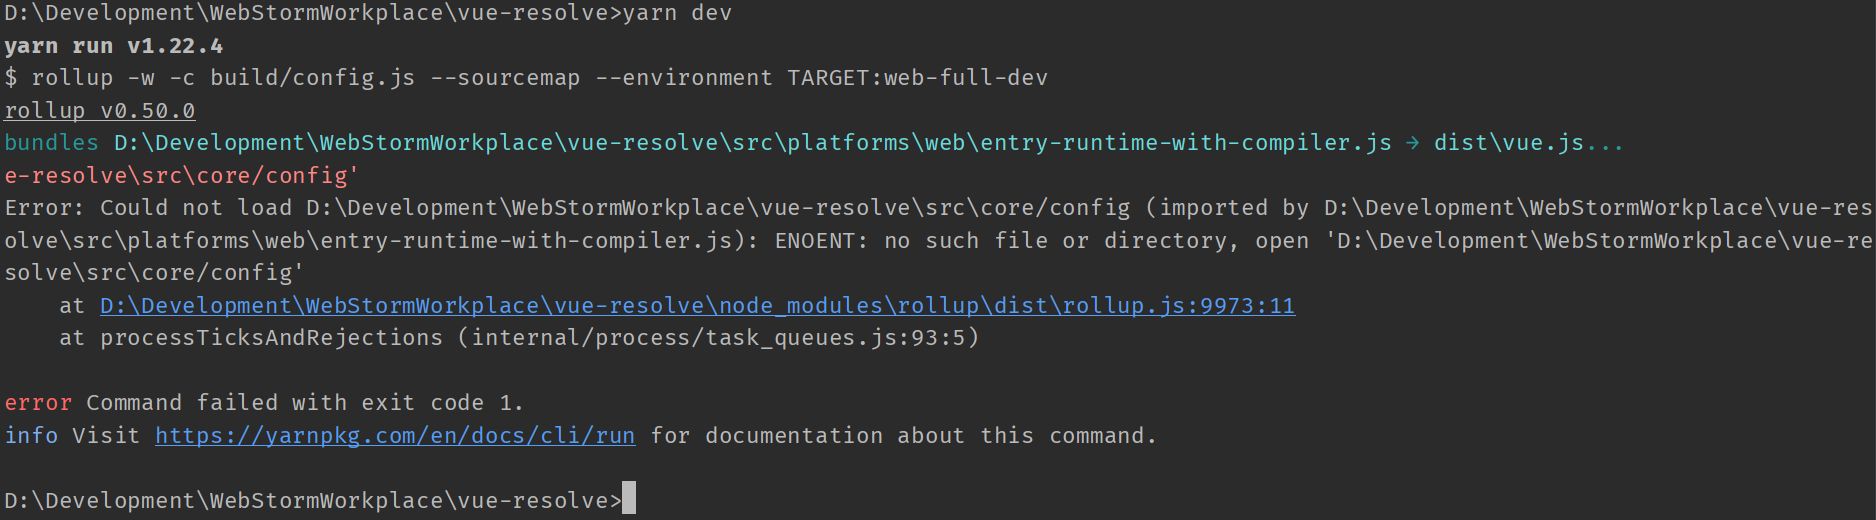 D:\Development\WebStormWorkplace\vue-resolve>yarn dev
yarn run v1.22.4
$ rollup -w -c build/config.js --sourcemap --environment TARGET:web-full-dev
rollup v0.50.0
bundles D:\Development\WebStormWorkplace\vue-resolve\src\platforms\web\entry-runtime-with-compiler.js → dist\vue.js...
e-resolve\src\core/config'
Error: Could not load D:\Development\WebStormWorkplace\vue-resolve\src\core/config (imported by D:\Development\WebStormWorkplace\vue-res
olve\src\platforms\web\entry-runtime-with-compiler.js): ENOENT: no such file or directory, open 'D:\Development\WebStormWorkplace\vue-re
solve\src\core/config'
    at D:\Development\WebStormWorkplace\vue-resolve\node_modules\rollup\dist\rollup.js:9973:11
    at processTicksAndRejections (internal/process/task_queues.js:93:5)
error Command failed with exit code 1.
info Visit https://yarnpkg.com/en/docs/cli/run for documentation about this command.
D:\Development\WebStormWorkplace\vue-resolve>